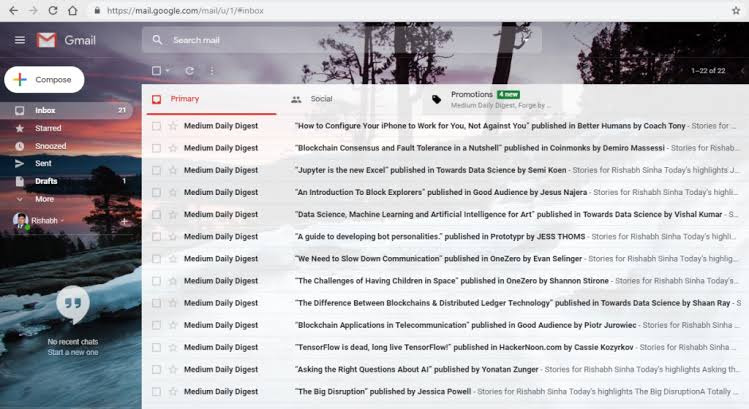 https://mail.google.com/mail/u/1/#inbox
Gmail
Search mail
Compose
1–22 of 22
Inbox 21
Starred
Snoozed
Sent
Drafts 1
More
Rishabh
No recent chats
Start a new one
Primary
Social
Promotions 4 new
Medium Daily Digest, Forge by ...
Medium Daily Digest "How to Configure Your iPhone to Work for You, Not Against You" published in Better Humans by Coach Tony - Stories for
Medium Daily Digest "Blockchain Consensus and Fault Tolerance in a Nutshell" published in Coinmonks by Demiro Massessi - Stories for Rishab
Medium Daily Digest "Jupyter is the new Excel" published in Towards Data Science by Semi Koen - Stories for Rishabh Sinha Today's highlights
Medium Daily Digest "An Introduction To Block Explorers" published in Good Audience by Jesus Najera - Stories for Rishabh Sinha Today's highli...
Medium Daily Digest "Data Science, Machine Learning and Artificial Intelligence for Art" published in Towards Data Science by Vishal Kumar - S
Medium Daily Digest "A guide to developing bot personalities." published in Prototypr by JESS THOMS - Stories for Rishabh Sinha Today's highli...
Medium Daily Digest "We Need to Slow Down Communication" published in OneZero by Evan Selinger - Stories for Rishabh Sinha Today's highlig...
Medium Daily Digest "The Challenges of Having Children in Space" published in OneZero by Shannon Stirone - Stories for Rishabh Sinha Today's
Medium Daily Digest "The Difference Between Blockchains & Distributed Ledger Technology" published in Towards Data Science by Shaan Ray - St
Medium Daily Digest "Blockchain Applications in Telecommunication" published in Good Audience by Piotr Jurowiec - Stories for Rishabh Sinha
Medium Daily Digest "TensorFlow is dead, long live TensorFlow!" published in HackerNoon.com by Cassie Kozyrkov - Stories for Rishabh Sinha
Medium Daily Digest "Asking the Right Questions About AI" published by Yonatan Zunger - Stories for Rishabh Sinha Today's highlights Asking th
Medium Daily Digest "The Big Disruption" published by Jessica Powell - Stories for Rishabh Sinha Today's highlights The Big DisruptionA Totally